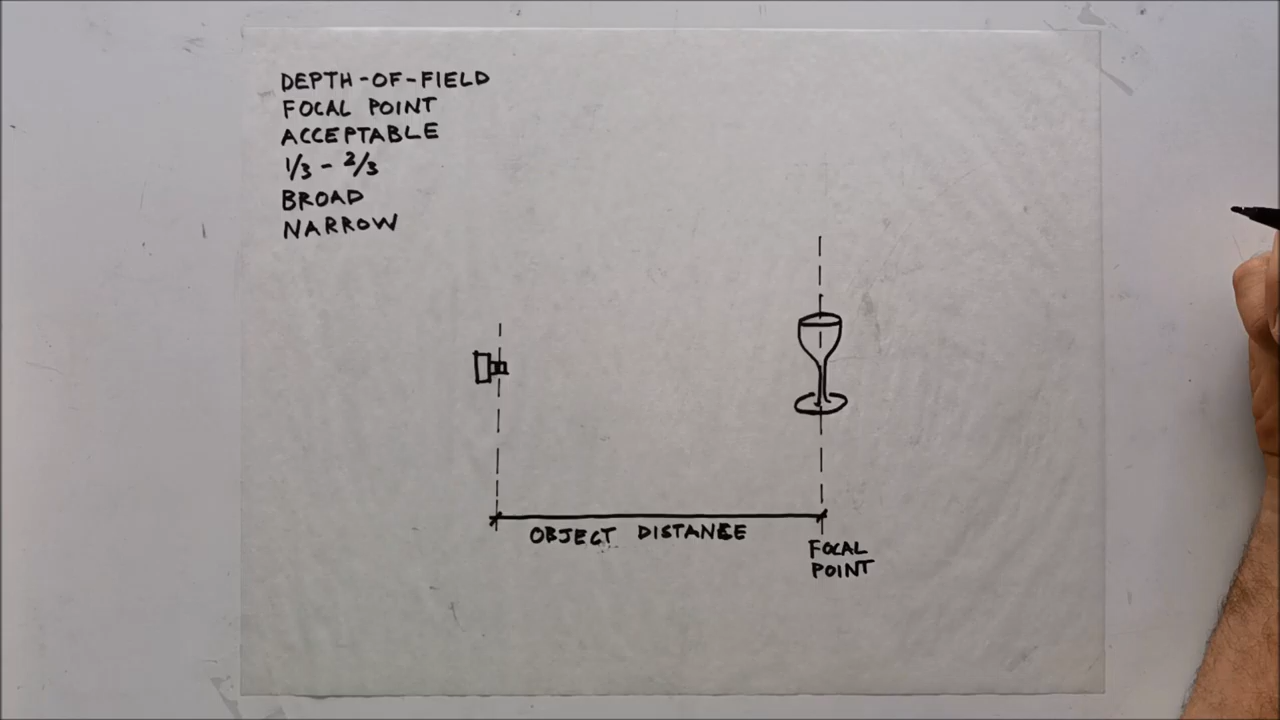 DEPTH-OF-FIELD
FOCAL POINT
ACCEPTABLE
1/3 - 2/3
BROAD
NARROW
OBJECT DISTANCE
FOCAL
POINT